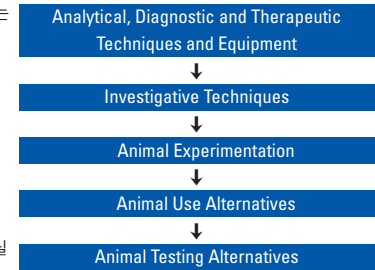 Analytical, Diagnostic and Therapeutic
Techniques and Equipment
Investigative Techniques
Animal Experimentation
Animal Use Alternatives
Animal Testing Alternatives